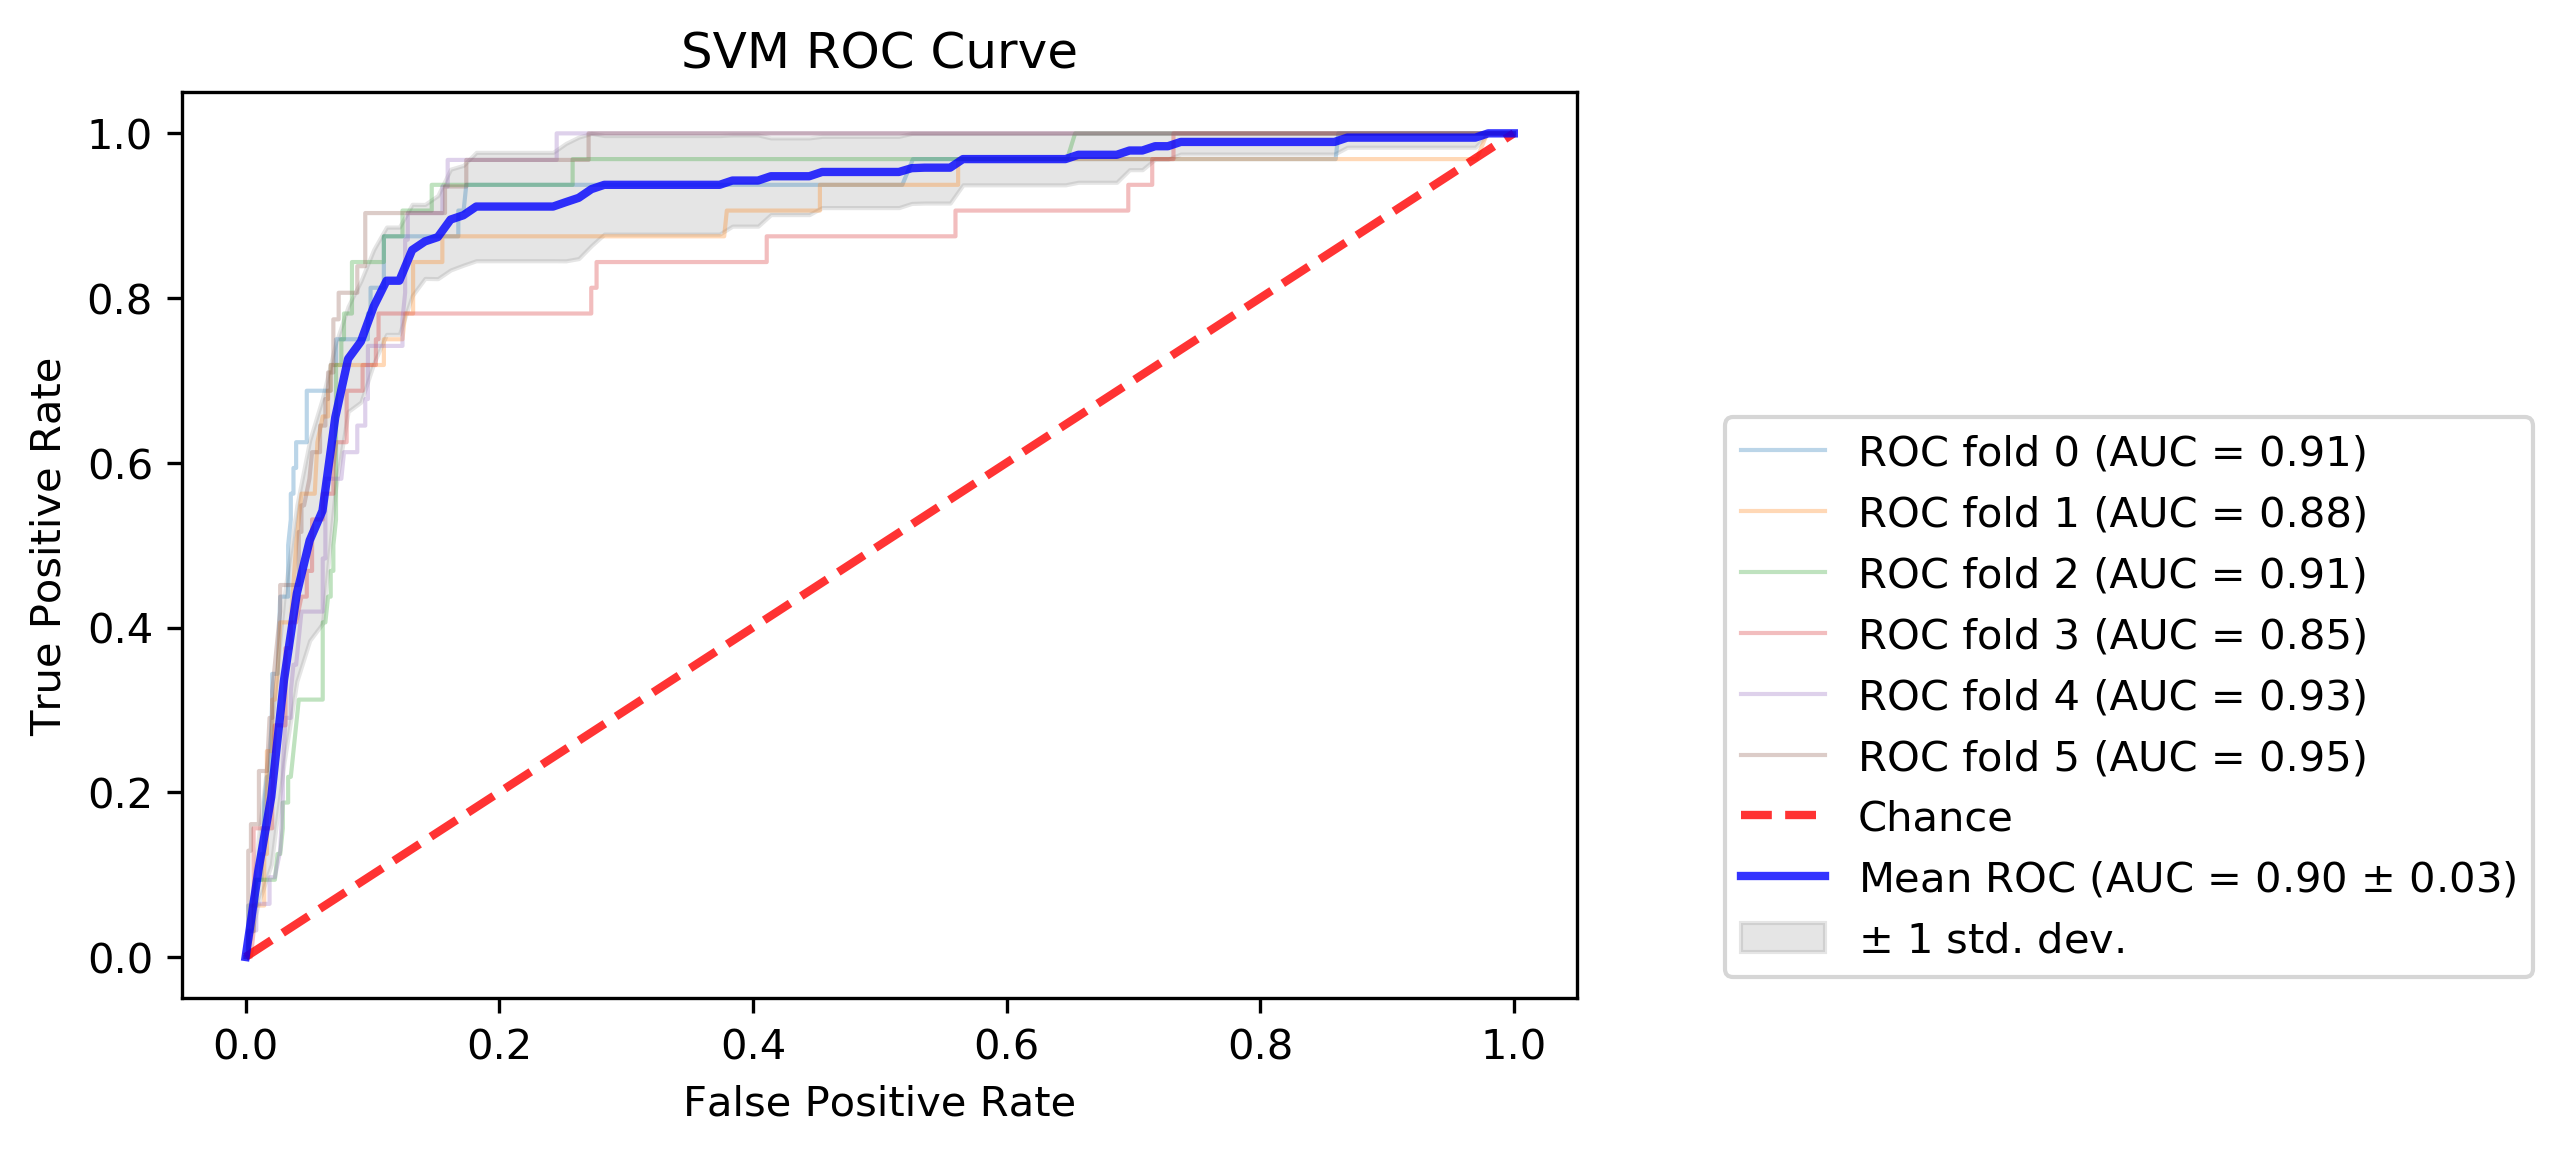 SVM ROC Curve
True Positive Rate
1.0
0.8
0.6
0.4
0.2
0.0
0.0 0.2 0.4 0.6 0.8 1.0
False Positive Rate
ROC fold 0 (AUC = 0.91)
ROC fold 1 (AUC = 0.88)
ROC fold 2 (AUC = 0.91)
ROC fold 3 (AUC = 0.85)
ROC fold 4 (AUC = 0.93)
ROC fold 5 (AUC = 0.95)
Chance
Mean ROC (AUC = 0.90 ± 0.03)
± 1 std. dev.